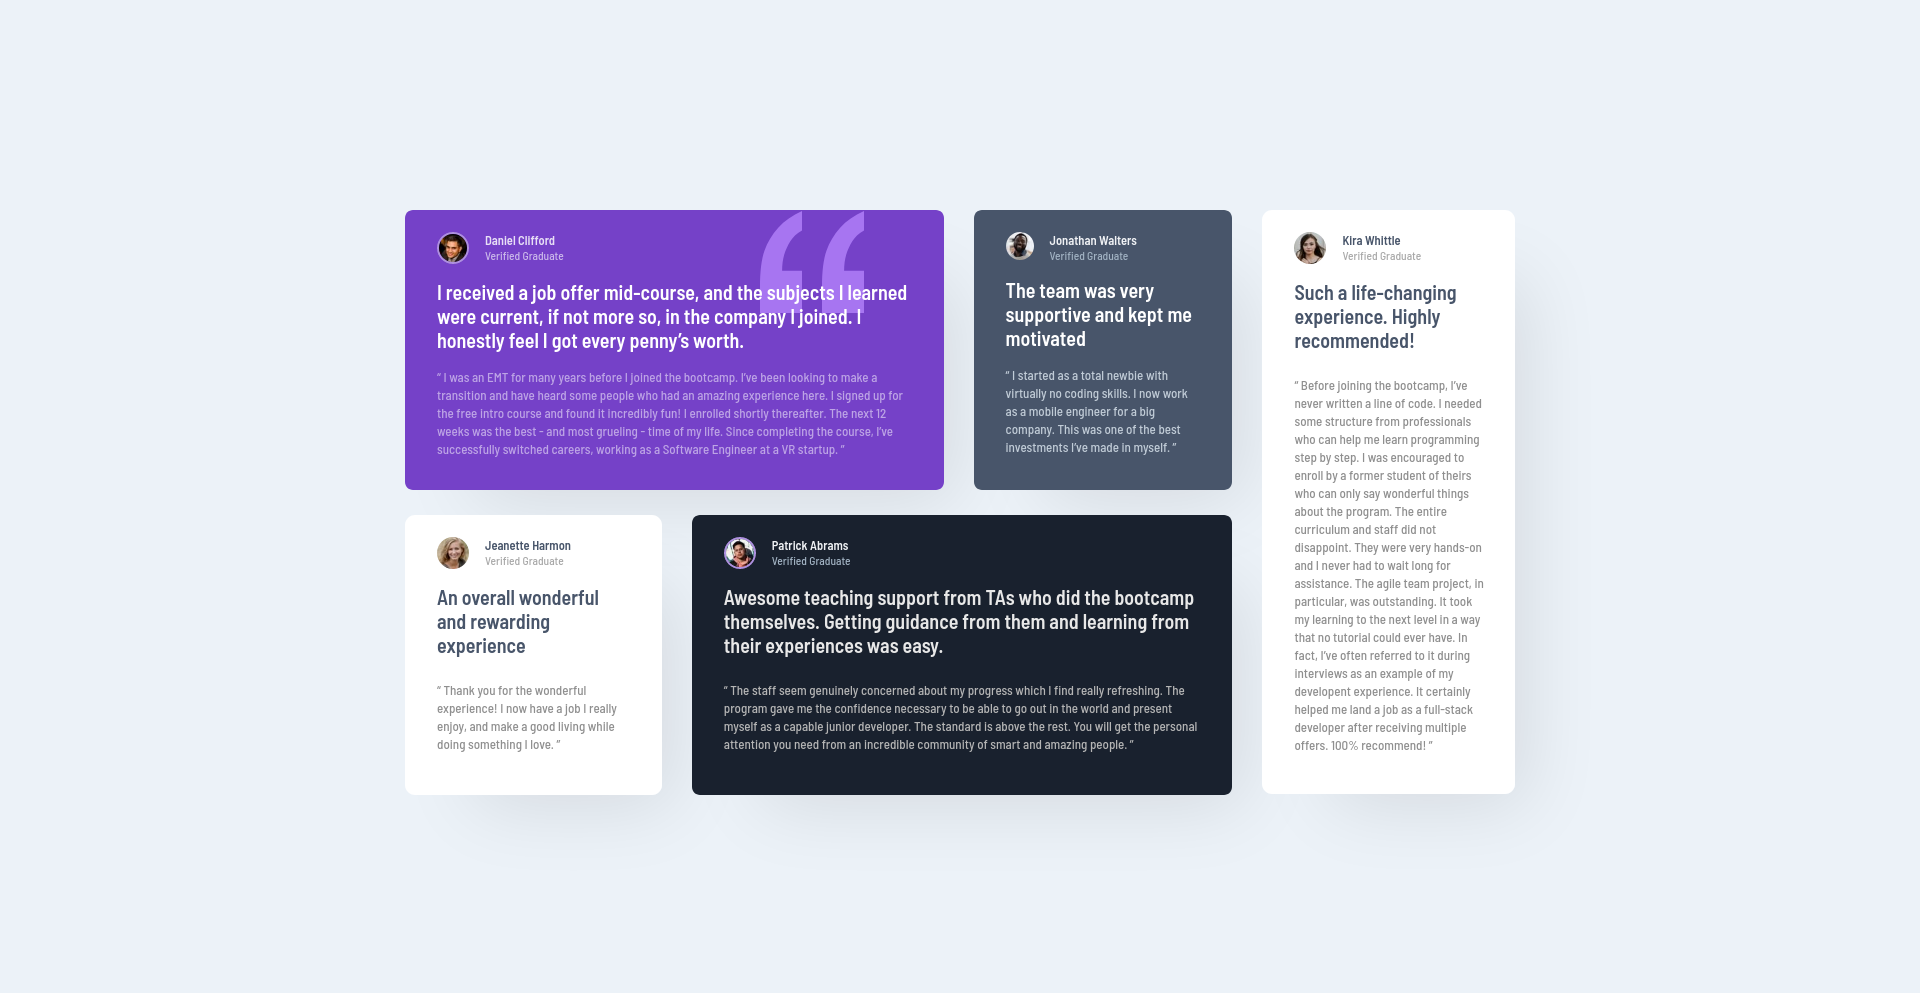 Daniel Clifford
Verified Graduate
I received a job offer mid-course, and the subjects I learned
were current, if not more so, in the company I joined. I
honestly feel I got every penny’s worth.
“ I was an EMT for many years before I joined the bootcamp. I’ve been looking to make a
transition and have heard some people who had an amazing experience here. I signed up for
the free intro course and found it incredibly fun! I enrolled shortly thereafter. The next 12
weeks was the best - and most grueling - time of my life. Since completing the course, I’ve
successfully switched careers, working as a Software Engineer at a VR startup. ”
Jonathan Walters
Verified Graduate
The team was very
supportive and kept me
motivated
“ I started as a total newbie with
virtually no coding skills. I now work
as a mobile engineer for a big
company. This was one of the best
investments I’ve made in myself. ”
Kira Whittle
Verified Graduate
Such a life-changing
experience. Highly
recommended!
“ Before joining the bootcamp, I’ve
never written a line of code. I needed
some structure from professionals
who can help me learn programming
step by step. I was encouraged to
enroll by a former student of theirs
who can only say wonderful things
about the program. The entire
curriculum and staff did not
disappoint. They were very hands-on
and I never had to wait long for
assistance. The agile team project, in
particular, was outstanding. It took
my learning to the next level in a way
that no tutorial could ever have. In
fact, I’ve often referred to it during
interviews as an example of my
developent experience. It certainly
helped me land a job as a full-stack
developer after receiving multiple
offers. 100% recommend! ”
Jeanette Harmon
Verified Graduate
An overall wonderful
and rewarding
experience
“ Thank you for the wonderful
experience! I now have a job I really
enjoy, and make a good living while
doing something I love. ”
Patrick Abrams
Verified Graduate
Awesome teaching support from TAs who did the bootcamp
themselves. Getting guidance from them and learning from
their experiences was easy.
“ The staff seem genuinely concerned about my progress which I find really refreshing. The
program gave me the confidence necessary to be able to go out in the world and present
myself as a capable junior developer. The standard is above the rest. You will get the personal
attention you need from an incredible community of smart and amazing people. ”